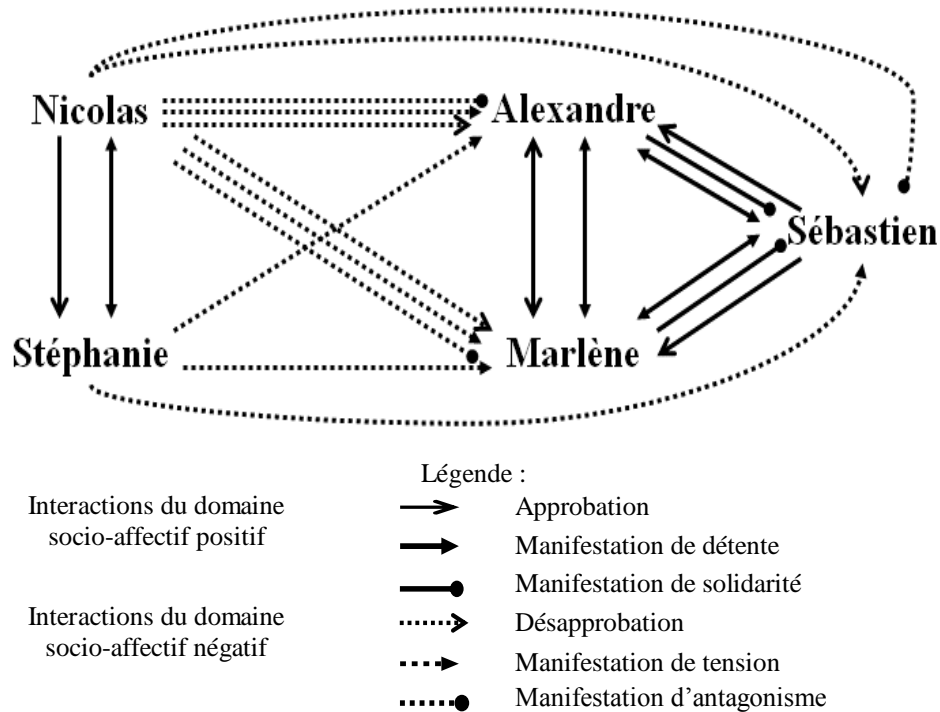 Nicolas
Alexandre
Sébastien
Stéphanie
Marlène
Légende :
Interactions du domaine
socio-affectif positif
Approbation
Manifestation de détente
Manifestation de solidarité
Interactions du domaine
socio-affectif négatif
Désapprobation
Manifestation de tension
Manifestation d’antagonisme